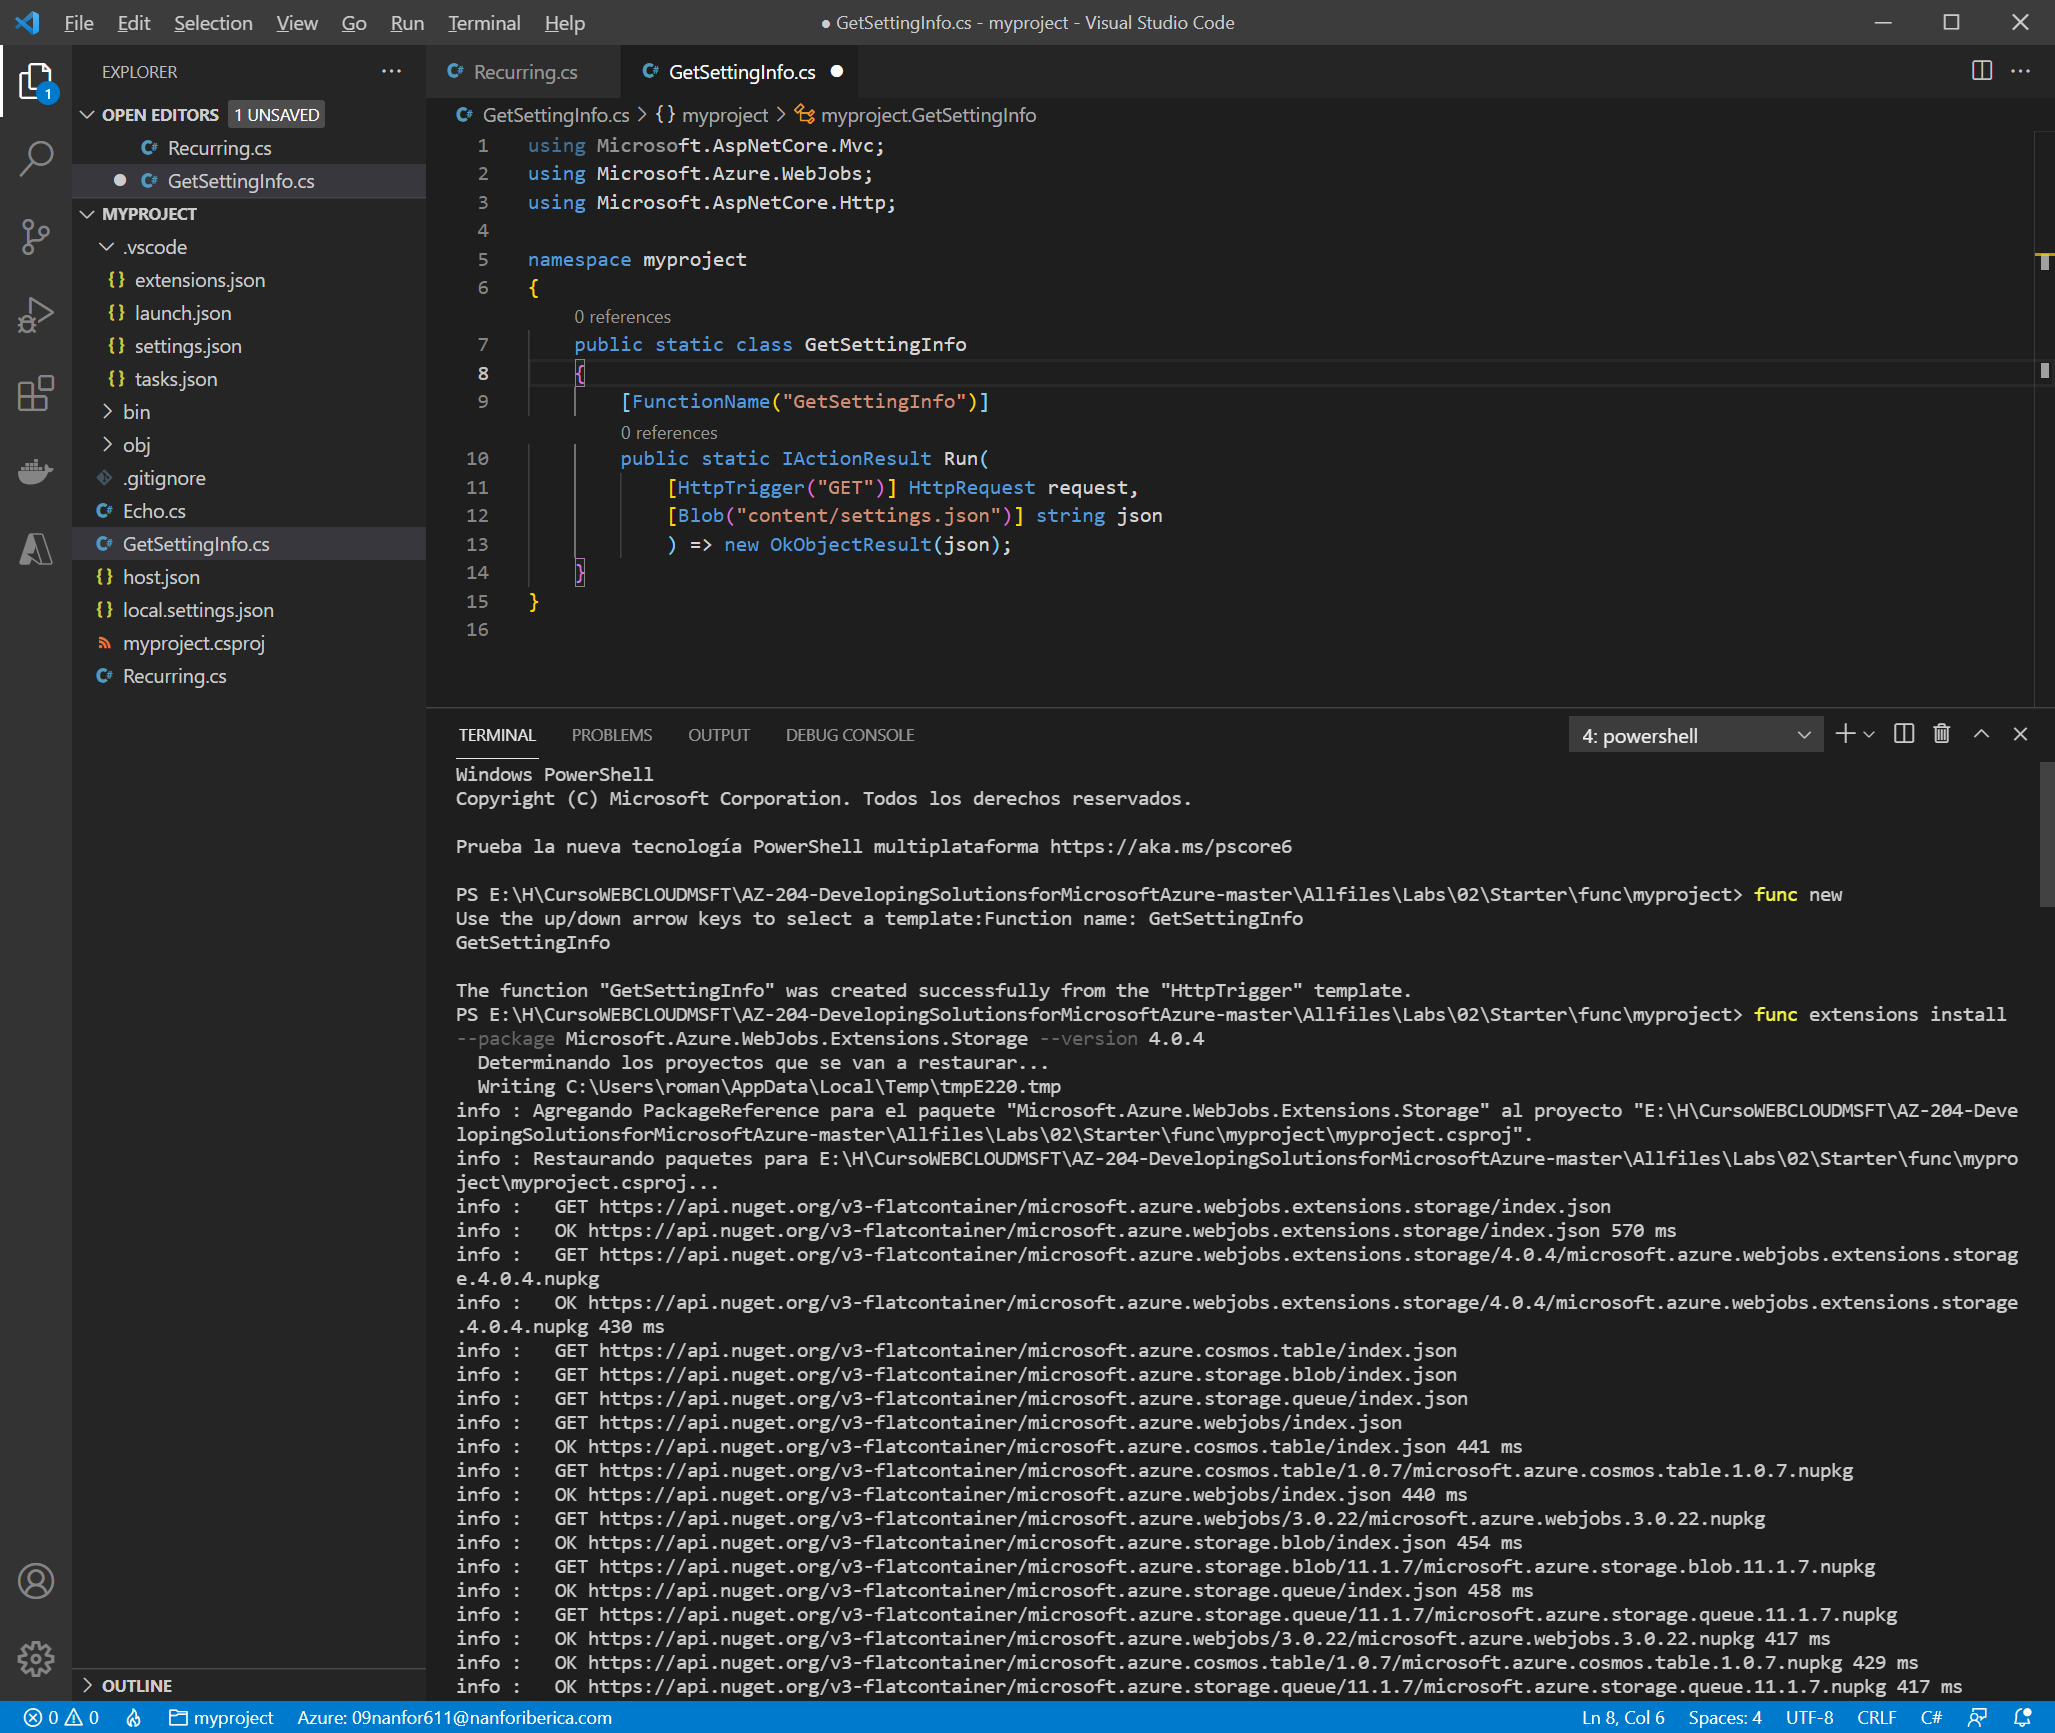 File Edit Selection View Go Run Terminal Help
● GetSettingInfo.cs - myproject - Visual Studio Code
EXPLORER
OPEN EDITORS 1 UNSAVED
Recurring.cs
GetSettingInfo.cs
MYPROJECT
.vscode
extensions.json
launch.json
settings.json
tasks.json
bin
obj
.gitignore
Echo.cs
GetSettingInfo.cs
host.json
local.settings.json
myproject.csproj
Recurring.cs
OUTLINE
1
Recurring.cs GetSettingInfo.cs
GetSettingInfo.cs > {} myproject > myproject.GetSettingInfo
1 using Microsoft.AspNetCore.Mvc;
2 using Microsoft.Azure.WebJobs;
3 using Microsoft.AspNetCore.Http;
4
5 namespace myproject
6 {
0 references
7 public static class GetSettingInfo
8 {
9 [FunctionName("GetSettingInfo")]
0 references
10 public static IActionResult Run(
11 [HttpTrigger("GET")] HttpRequest request,
12 [Blob("content/settings.json")] string json
13 ) => new OkObjectResult(json);
14 }
15 }
16
TERMINAL PROBLEMS OUTPUT DEBUG CONSOLE
4: powershell
Windows PowerShell
Copyright (C) Microsoft Corporation. Todos los derechos reservados.
Prueba la nueva tecnología PowerShell multiplataforma https://aka.ms/pscore6
PS E:\H\CursoWEBCLOUDMSFT\AZ-204-DevelopingSolutionsforMicrosoftAzure-master\Allfiles\Labs\02\Starter\func\myproject> func new
Use the up/down arrow keys to select a template:Function name: GetSettingInfo
GetSettingInfo
The function "GetSettingInfo" was created successfully from the "HttpTrigger" template.
PS E:\H\CursoWEBCLOUDMSFT\AZ-204-DevelopingSolutionsforMicrosoftAzure-master\Allfiles\Labs\02\Starter\func\myproject> func extensions install
--package Microsoft.Azure.WebJobs.Extensions.Storage --version 4.0.4
Determinando los proyectos que se van a restaurar...
Writing C:\Users\roman\AppData\Local\Temp\tmpE220.tmp
info : Agregando PackageReference para el paquete "Microsoft.Azure.WebJobs.Extensions.Storage" al proyecto "E:\H\CursoWEBCLOUDMSFT\AZ-204-Deve
lopingSolutionsforMicrosoftAzure-master\Allfiles\Labs\02\Starter\func\myproject\myproject.csproj".
info : Restaurando paquetes para E:\H\CursoWEBCLOUDMSFT\AZ-204-DevelopingSolutionsforMicrosoftAzure-master\Allfiles\Labs\02\Starter\func\mypro
ject\myproject.csproj...
info : GET https://api.nuget.org/v3-flatcontainer/microsoft.azure.webjobs.extensions.storage/index.json
info : OK https://api.nuget.org/v3-flatcontainer/microsoft.azure.webjobs.extensions.storage/index.json 570 ms
info : GET https://api.nuget.org/v3-flatcontainer/microsoft.azure.webjobs.extensions.storage/4.0.4/microsoft.azure.webjobs.extensions.storag
e.4.0.4.nupkg
info : OK https://api.nuget.org/v3-flatcontainer/microsoft.azure.webjobs.extensions.storage/4.0.4/microsoft.azure.webjobs.extensions.storage
.4.0.4.nupkg 430 ms
info : GET https://api.nuget.org/v3-flatcontainer/microsoft.azure.cosmos.table/index.json
info : GET https://api.nuget.org/v3-flatcontainer/microsoft.azure.storage.blob/index.json
info : GET https://api.nuget.org/v3-flatcontainer/microsoft.azure.storage.queue/index.json
info : GET https://api.nuget.org/v3-flatcontainer/microsoft.azure.webjobs/index.json
info : OK https://api.nuget.org/v3-flatcontainer/microsoft.azure.cosmos.table/index.json 441 ms
info : GET https://api.nuget.org/v3-flatcontainer/microsoft.azure.cosmos.table/1.0.7/microsoft.azure.cosmos.table.1.0.7.nupkg
info : OK https://api.nuget.org/v3-flatcontainer/microsoft.azure.webjobs/index.json 440 ms
info : GET https://api.nuget.org/v3-flatcontainer/microsoft.azure.webjobs/3.0.22/microsoft.azure.webjobs.3.0.22.nupkg
info : OK https://api.nuget.org/v3-flatcontainer/microsoft.azure.storage.blob/index.json 454 ms
info : GET https://api.nuget.org/v3-flatcontainer/microsoft.azure.storage.blob/11.1.7/microsoft.azure.storage.blob.11.1.7.nupkg
info : OK https://api.nuget.org/v3-flatcontainer/microsoft.azure.storage.queue/index.json 458 ms
info : GET https://api.nuget.org/v3-flatcontainer/microsoft.azure.storage.queue/11.1.7/microsoft.azure.storage.queue.11.1.7.nupkg
info : OK https://api.nuget.org/v3-flatcontainer/microsoft.azure.webjobs/3.0.22/microsoft.azure.webjobs.3.0.22.nupkg 417 ms
info : OK https://api.nuget.org/v3-flatcontainer/microsoft.azure.cosmos.table/1.0.7/microsoft.azure.cosmos.table.1.0.7.nupkg 429 ms
info : OK https://api.nuget.org/v3-flatcontainer/microsoft.azure.storage.queue/11.1.7/microsoft.azure.storage.queue.11.1.7.nupkg 417 ms
0 0 myproject Azure: 09nanfor611@nanforiberica.com Ln 8, Col 6 Spaces: 4 UTF-8 CRLF C#